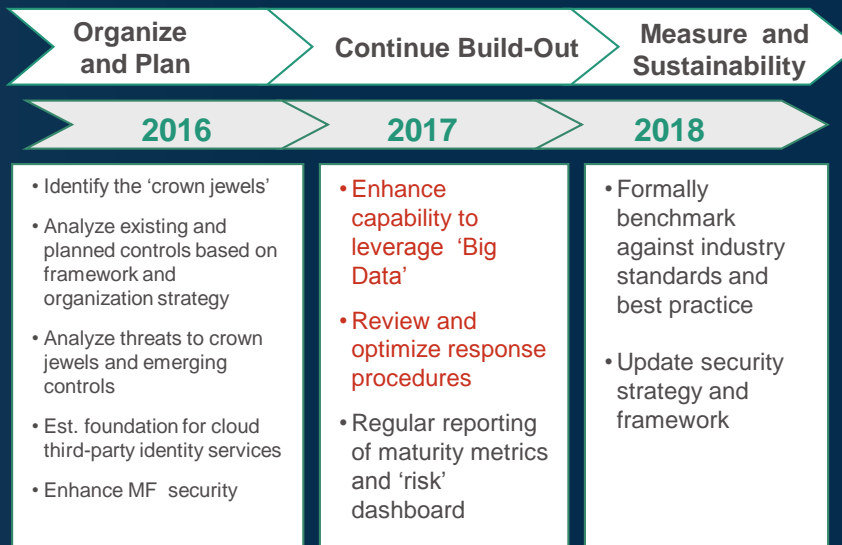 Organize
and Plan
Continue Build-Out
Measure and
Sustainability
2016
2017
2018
• Identify the ‘crown jewels’
• Analyze existing and
planned controls based on
framework and
organization strategy
• Analyze threats to crown
jewels and emerging
controls
• Est. foundation for cloud
third-party identity services
• Enhance MF security
• Enhance
capability to
leverage ‘Big
Data’
• Review and
optimize response
procedures
• Regular reporting
of maturity metrics
and ‘risk’
dashboard
• Formally
benchmark
against industry
standards and
best practice
• Update security
strategy and
framework